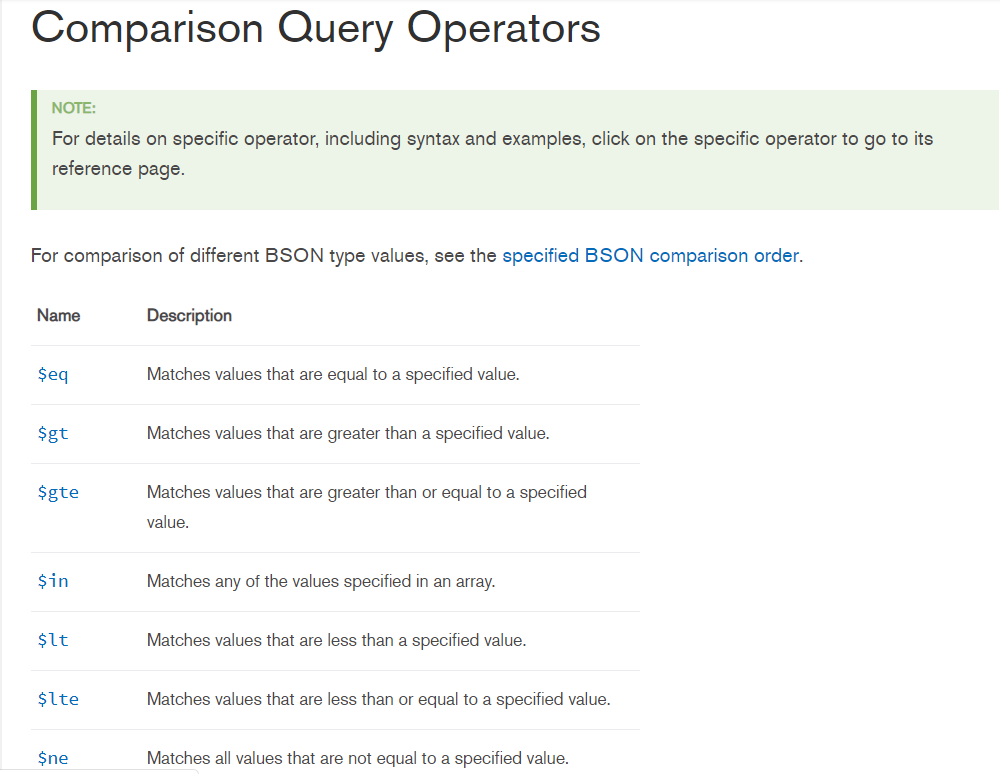 Comparison Query Operators
NOTE:
For details on specific operator, including syntax and examples, click on the specific operator to go to its
reference page.
For comparison of different BSON type values, see the specified BSON comparison order.
Name Description
$eq Matches values that are equal to a specified value.
$gt Matches values that are greater than a specified value.
$gte Matches values that are greater than or equal to a specified
value.
$in Matches any of the values specified in an array.
$lt Matches values that are less than a specified value.
$lte Matches values that are less than or equal to a specified value.
$ne Matches all values that are not equal to a specified value.